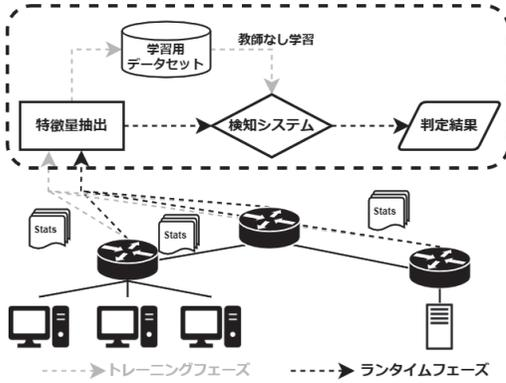 学習用
データセット
教師なし学習
特徴量抽出
検知システム
判定結果
Stats
Stats
Stats
トレーニングフェーズ
ランタイムフェーズ